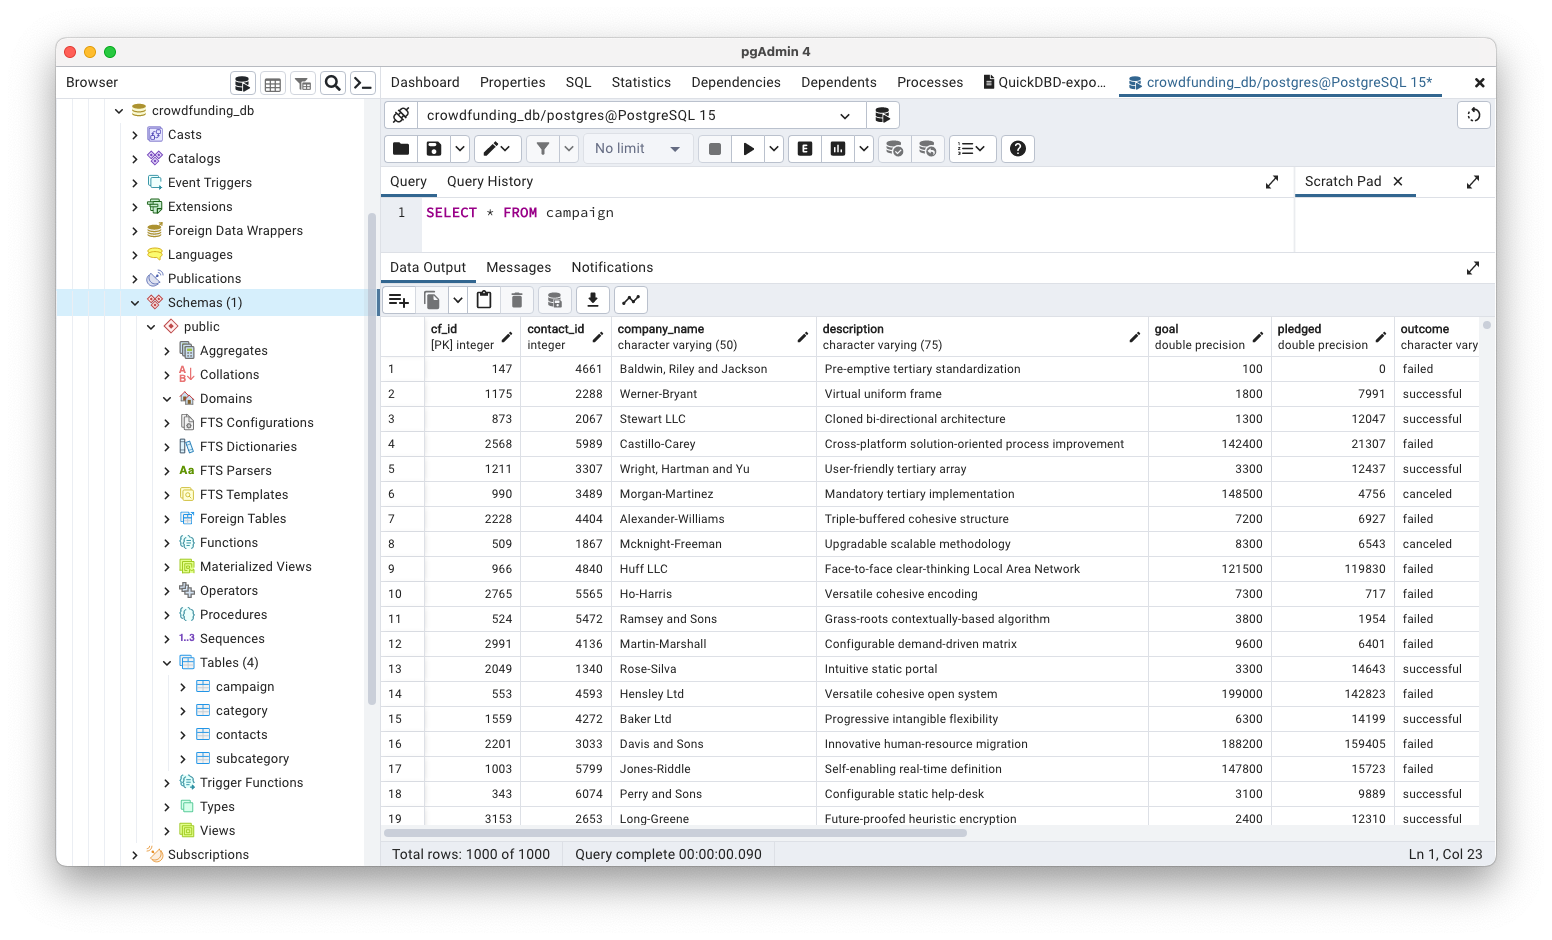 pgAdmin 4
Browser
Dashboard Properties SQL Statistics Dependencies Dependents Processes QuickDBD-expo... crowdfunding_db/postgres@PostgreSQL 15*
crowdfunding_db
Casts
Catalogs
Event Triggers
Extensions
Foreign Data Wrappers
Languages
Publications
Schemas (1)
public
Aggregates
Collations
Domains
FTS Configurations
FTS Dictionaries
Aa FTS Parsers
FTS Templates
Foreign Tables
Functions
Materialized Views
Operators
Procedures
1..3 Sequences
Tables (4)
campaign
category
contacts
subcategory
Trigger Functions
Types
Views
Subscriptions
crowdfunding_db/postgres@PostgreSQL 15
No limit
E
Query Query History
Scratch Pad
1 SELECT * FROM campaign
Data Output Messages Notifications
cf_id contact_id company_name description goal pledged outcome
[PK] integer integer character varying (50) character varying (75) double precision double precision character vary
1 147 4661 Baldwin, Riley and Jackson Pre-emptive tertiary standardization 100 0 failed
2 1175 2288 Werner-Bryant Virtual uniform frame 1800 7991 successful
3 873 2067 Stewart LLC Cloned bi-directional architecture 1300 12047 successful
4 2568 5989 Castillo-Carey Cross-platform solution-oriented process improvement 142400 21307 failed
5 1211 3307 Wright, Hartman and Yu User-friendly tertiary array 3300 12437 successful
6 990 3489 Morgan-Martinez Mandatory tertiary implementation 148500 4756 canceled
7 2228 4404 Alexander-Williams Triple-buffered cohesive structure 7200 6927 failed
8 509 1867 Mcknight-Freeman Upgradable scalable methodology 8300 6543 canceled
9 966 4840 Huff LLC Face-to-face clear-thinking Local Area Network 121500 119830 failed
10 2765 5565 Ho-Harris Versatile cohesive encoding 7300 717 failed
11 524 5472 Ramsey and Sons Grass-roots contextually-based algorithm 3800 1954 failed
12 2991 4136 Martin-Marshall Configurable demand-driven matrix 9600 6401 failed
13 2049 1340 Rose-Silva Intuitive static portal 3300 14643 successful
14 553 4593 Hensley Ltd Versatile cohesive open system 199000 142823 failed
15 1559 4272 Baker Ltd Progressive intangible flexibility 6300 14199 successful
16 2201 3033 Davis and Sons Innovative human-resource migration 188200 159405 failed
17 1003 5799 Jones-Riddle Self-enabling real-time definition 147800 15723 failed
18 343 6074 Perry and Sons Configurable static help-desk 3100 9889 successful
19 3153 2653 Long-Greene Future-proofed heuristic encryption 2400 12310 successful
Total rows: 1000 of 1000 Query complete 00:00:00.090 Ln 1, Col 23